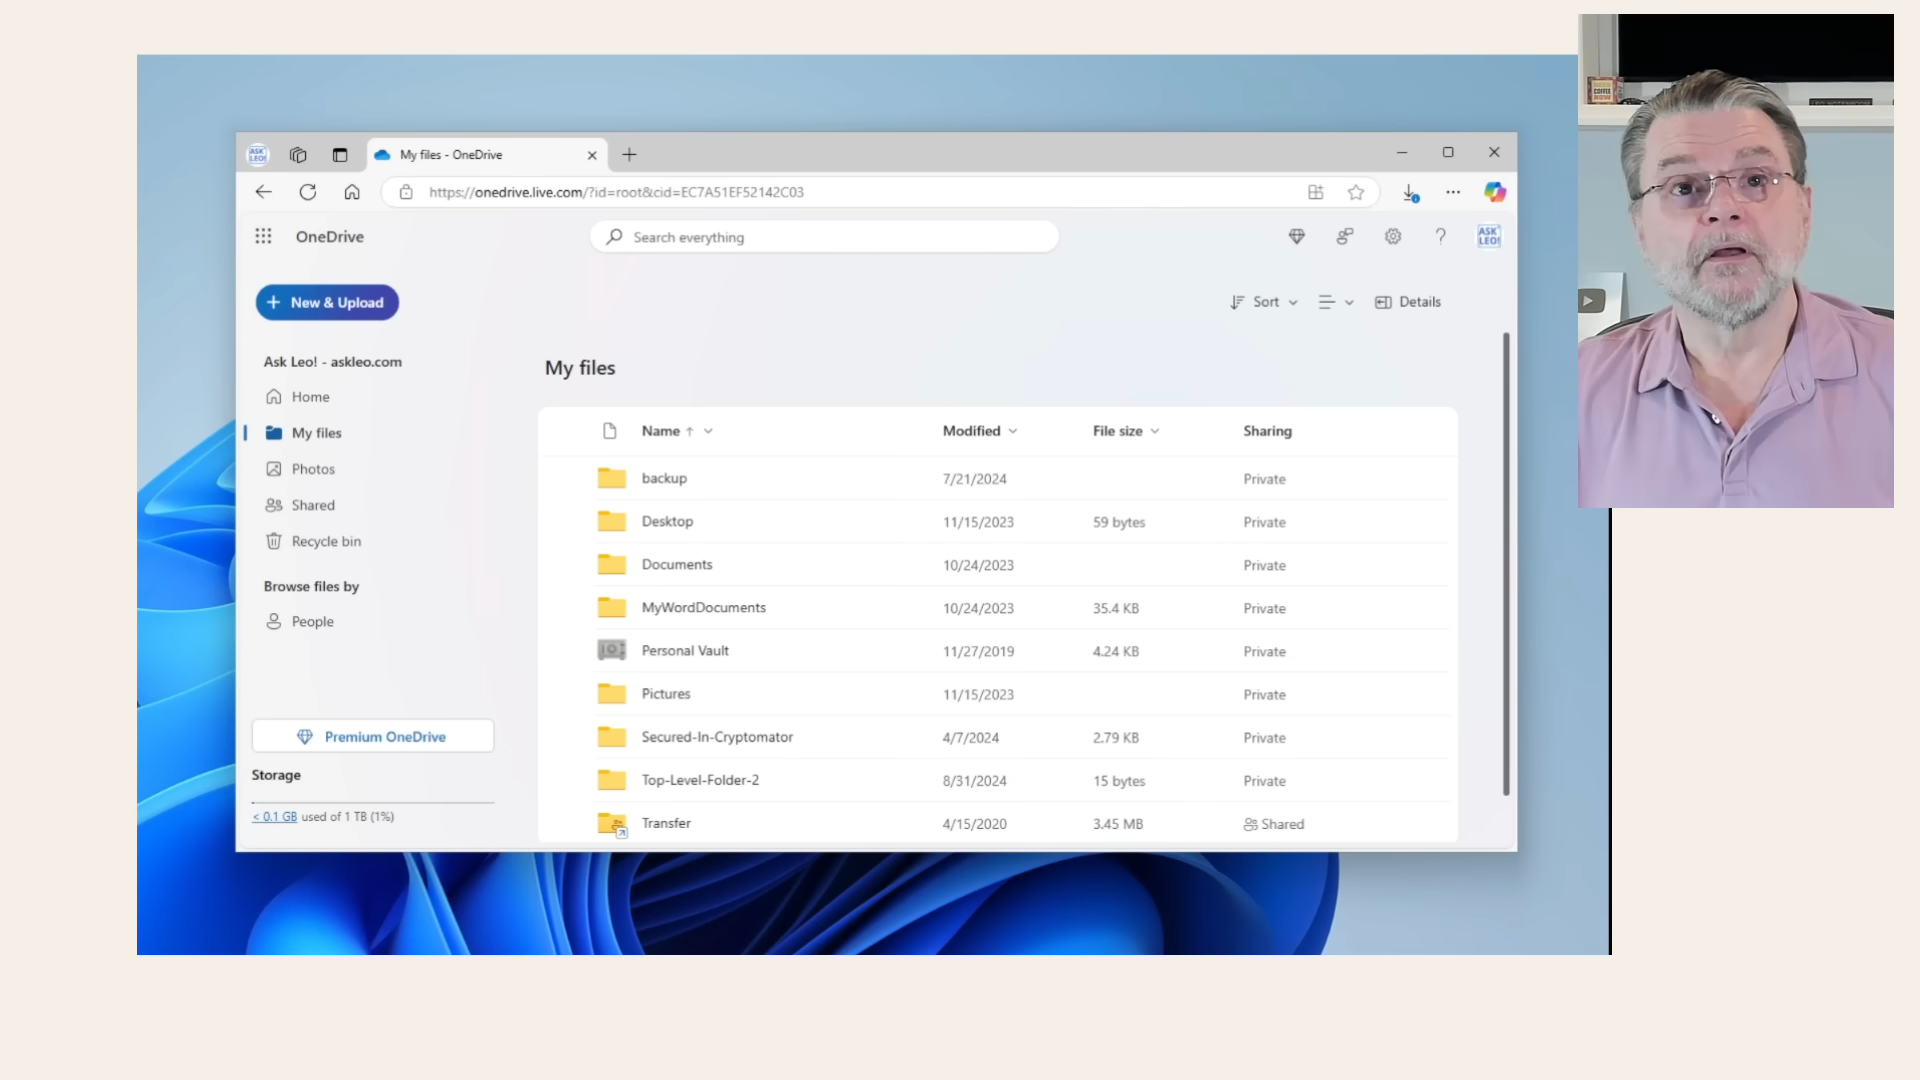 ASK LEO!
My files - OneDrive
https://onedrive.live.com/?id=root&cid=EC7A51EF52142C03
OneDrive
Search everything
ASK LEO!
New & Upload
Sort
Details
Ask Leo! - askleo.com
Home
My files
Photos
Shared
Recycle bin
Browse files by
People
Premium OneDrive
Storage
< 0.1 GB used of 1 TB (1%)
My files
Name Modified File size Sharing
backup 7/21/2024 Private
Desktop 11/15/2023 59 bytes Private
Documents 10/24/2023 Private
MyWordDocuments 10/24/2023 35.4 KB Private
Personal Vault 11/27/2019 4.24 KB Private
Pictures 11/15/2023 Private
Secured-In-Cryptomator 4/7/2024 2.79 KB Private
Top-Level-Folder-2 8/31/2024 15 bytes Private
Transfer 4/15/2020 3.45 MB Shared
COFFEE